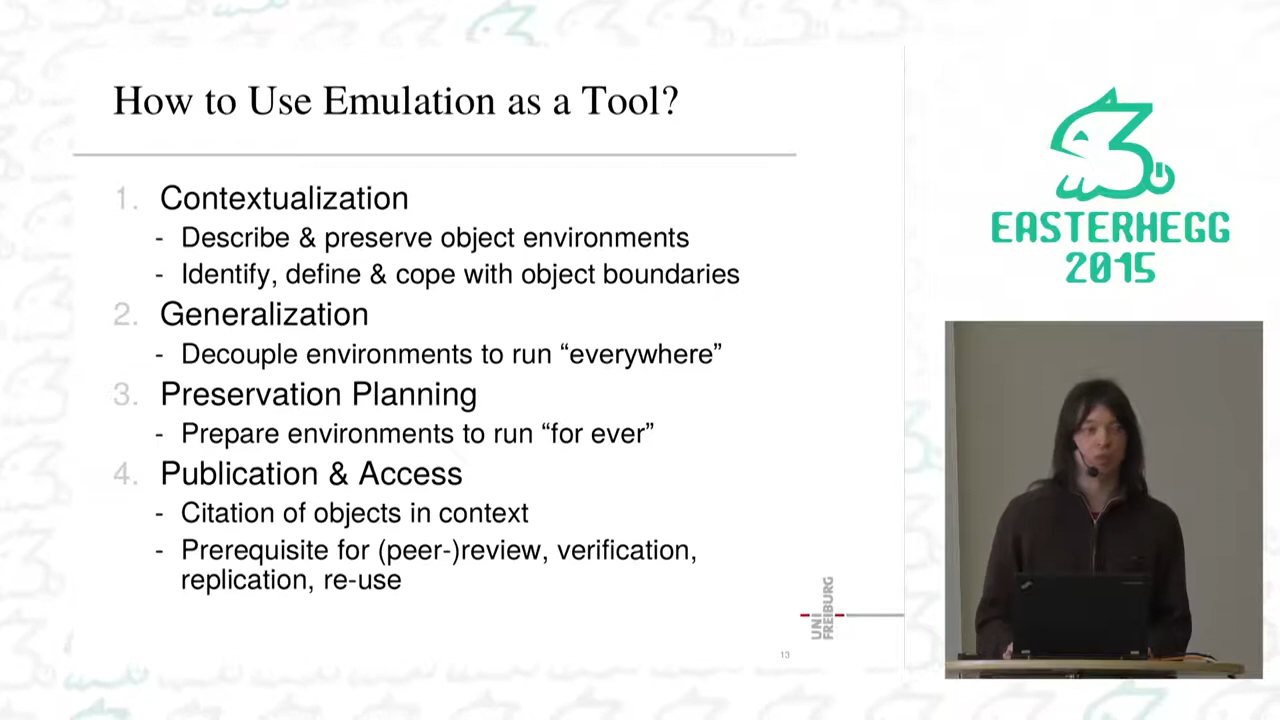 How to Use Emulation as a Tool?
1. Contextualization
- Describe & preserve object environments
- Identify, define & cope with object boundaries
2. Generalization
- Decouple environments to run “everywhere”
3. Preservation Planning
- Prepare environments to run “for ever”
4. Publication & Access
- Citation of objects in context
- Prerequisite for (peer-)review, verification,
replication, re-use
UNI
FREIBURG
13
EASTERHEGG
2015